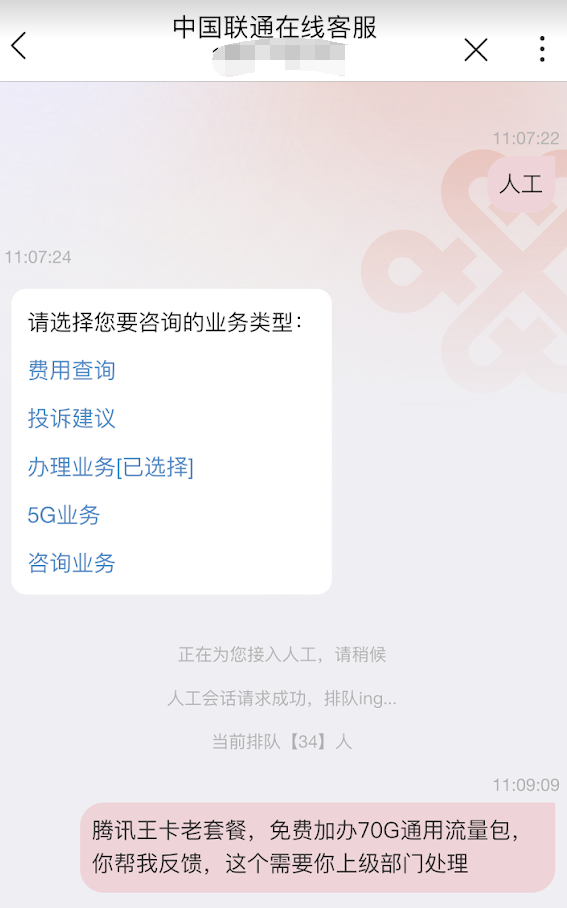 中国联通在线客服
11:07:22
人工
11:07:24
请选择您要咨询的业务类型：
费用查询
投诉建议
办理业务[已选择]
5G业务
咨询业务
正在为您接入人工，请稍候
人工会话请求成功，排队ing...
当前排队【34】人
11:09:09
腾讯王卡老套餐，免费加办70G通用流量包，
你帮我反馈，这个需要你上级部门处理